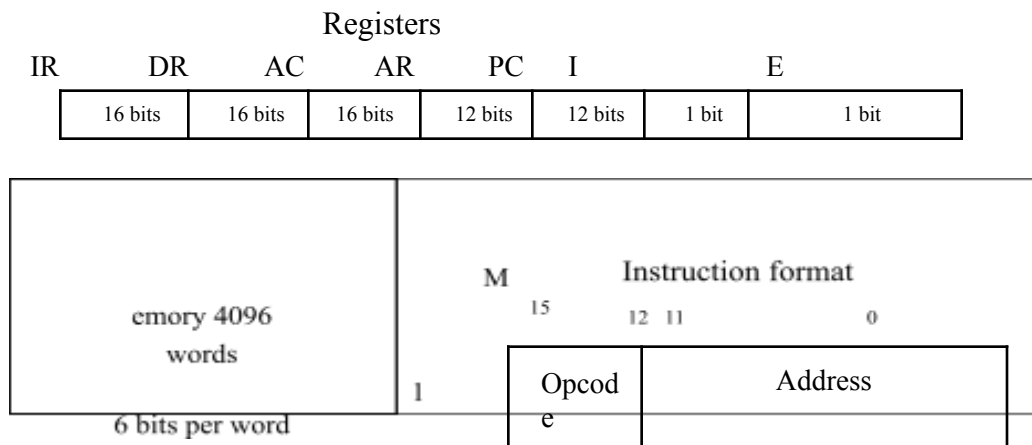 Registers
IR DR AC AR PC I E
16 bits 16 bits 16 bits 12 bits 12 bits 1 bit 1 bit
M
Instruction format
15 12 11 0
emory 4096
words
Opcod
e
Address
1
6 bits per word